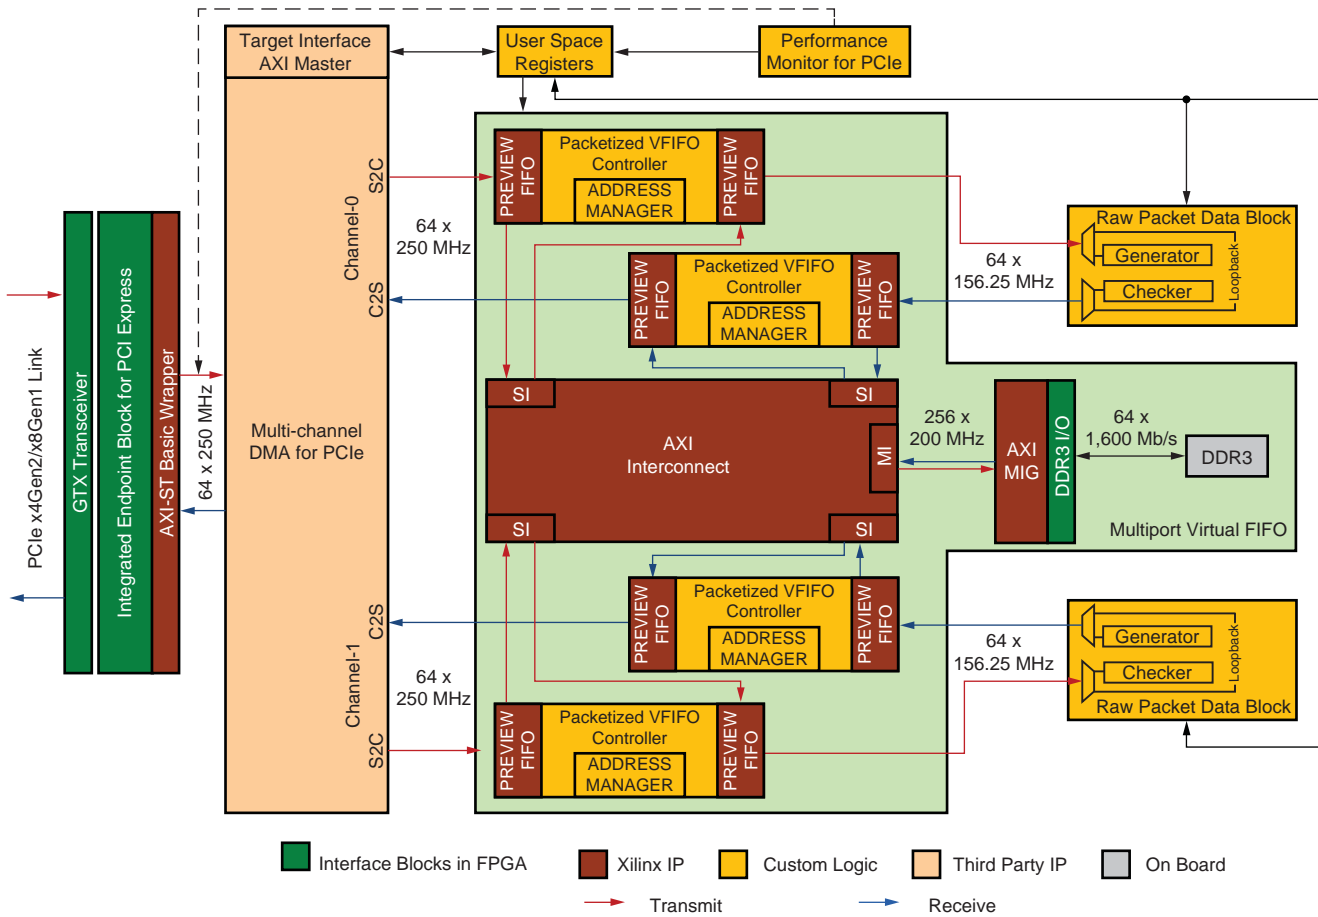 Target Interface
AXI Master
User Space
Registers
Performance
Monitor for PCIe
PCIe x4Gen2/x8Gen1 Link
GTX Transceiver
Integrated Endpoint Block for PCI Express
AXI-ST Basic Wrapper
64 x 250 MHz
Multi-channel
DMA for PCIe
Channel-0
S2C
C2S
64 x
250 MHz
PREVIEW
FIFO
Packetized VFIFO
Controller
ADDRESS
MANAGER
PREVIEW
FIFO
PREVIEW
FIFO
Packetized VFIFO
Controller
ADDRESS
MANAGER
PREVIEW
FIFO
64 x
156.25 MHz
Raw Packet Data Block
Generator
Checker
Loopback
SI
SI
AXI
Interconnect
MI
SI
SI
256 x
200 MHz
AXI
MIG
DDR3 I/O
64 x
1,600 Mb/s
DDR3
Multiport Virtual FIFO
Channel-1
C2S
S2C
64 x
250 MHz
PREVIEW
FIFO
Packetized VFIFO
Controller
ADDRESS
MANAGER
PREVIEW
FIFO
PREVIEW
FIFO
Packetized VFIFO
Controller
ADDRESS
MANAGER
PREVIEW
FIFO
64 x
156.25 MHz
Generator
Checker
Loopback
Raw Packet Data Block
Interface Blocks in FPGA
Xilinx IP
Custom Logic
Third Party IP
On Board
Transmit
Receive